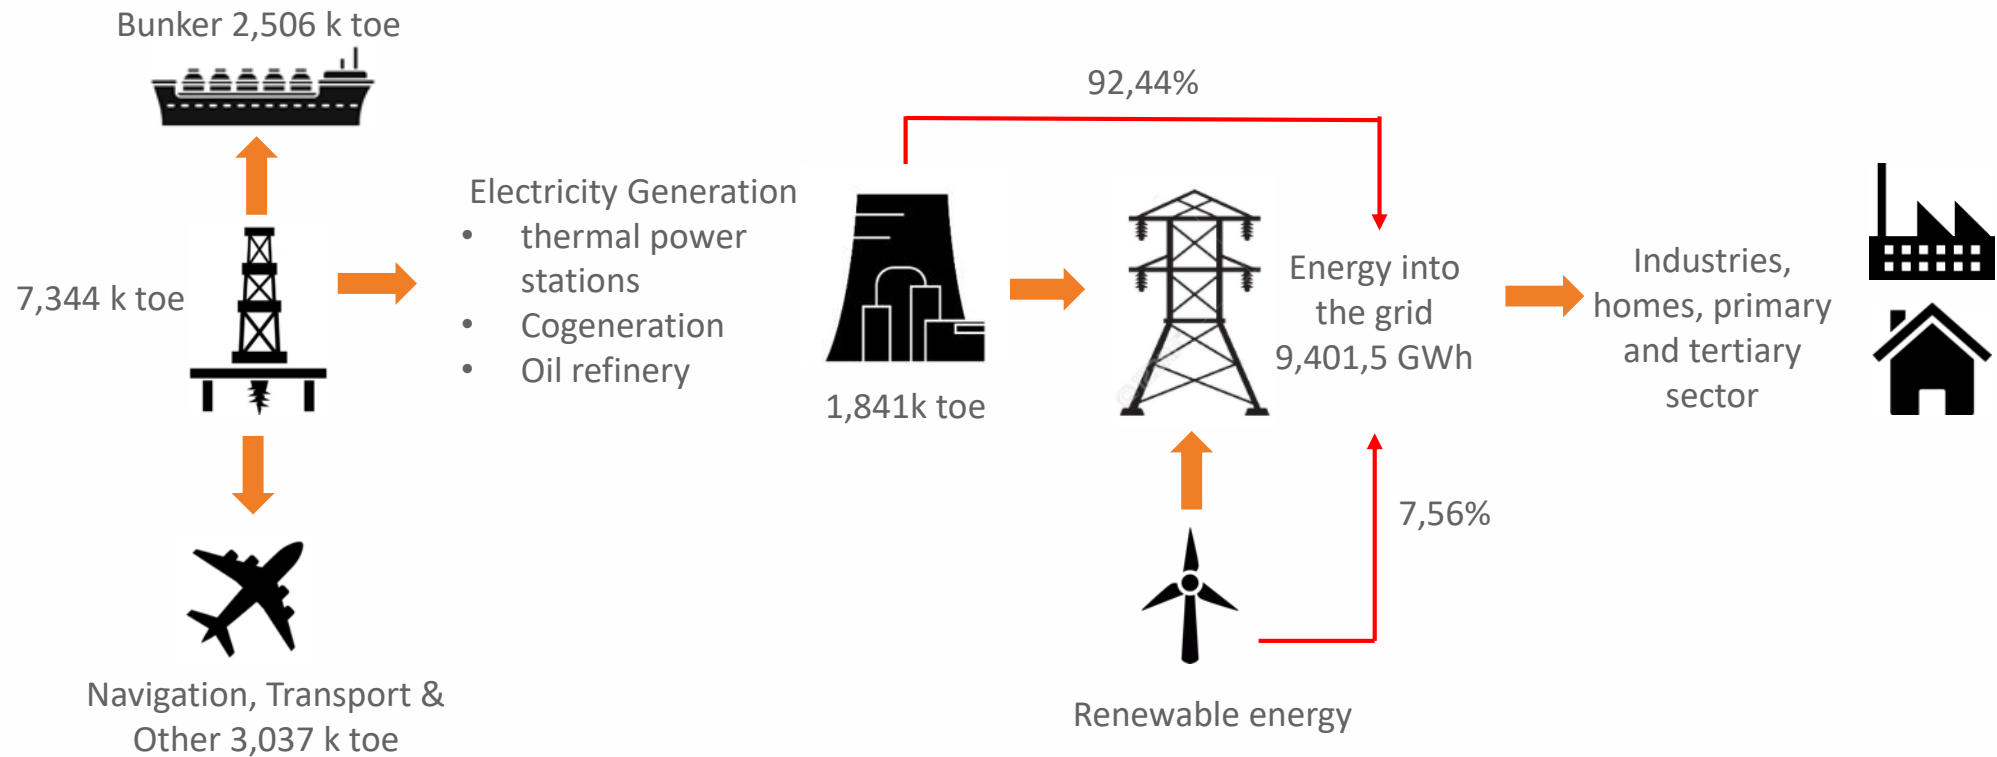 Bunker 2,506 k toe
92,44%
Electricity Generation
• thermal power
stations
• Cogeneration
• Oil refinery
7,344 k toe
1,841k toe
Energy into
the grid
9,401,5 GWh
Industries,
homes, primary
and tertiary
sector
7,56%
Navigation, Transport &
Other 3,037 k toe
Renewable energy